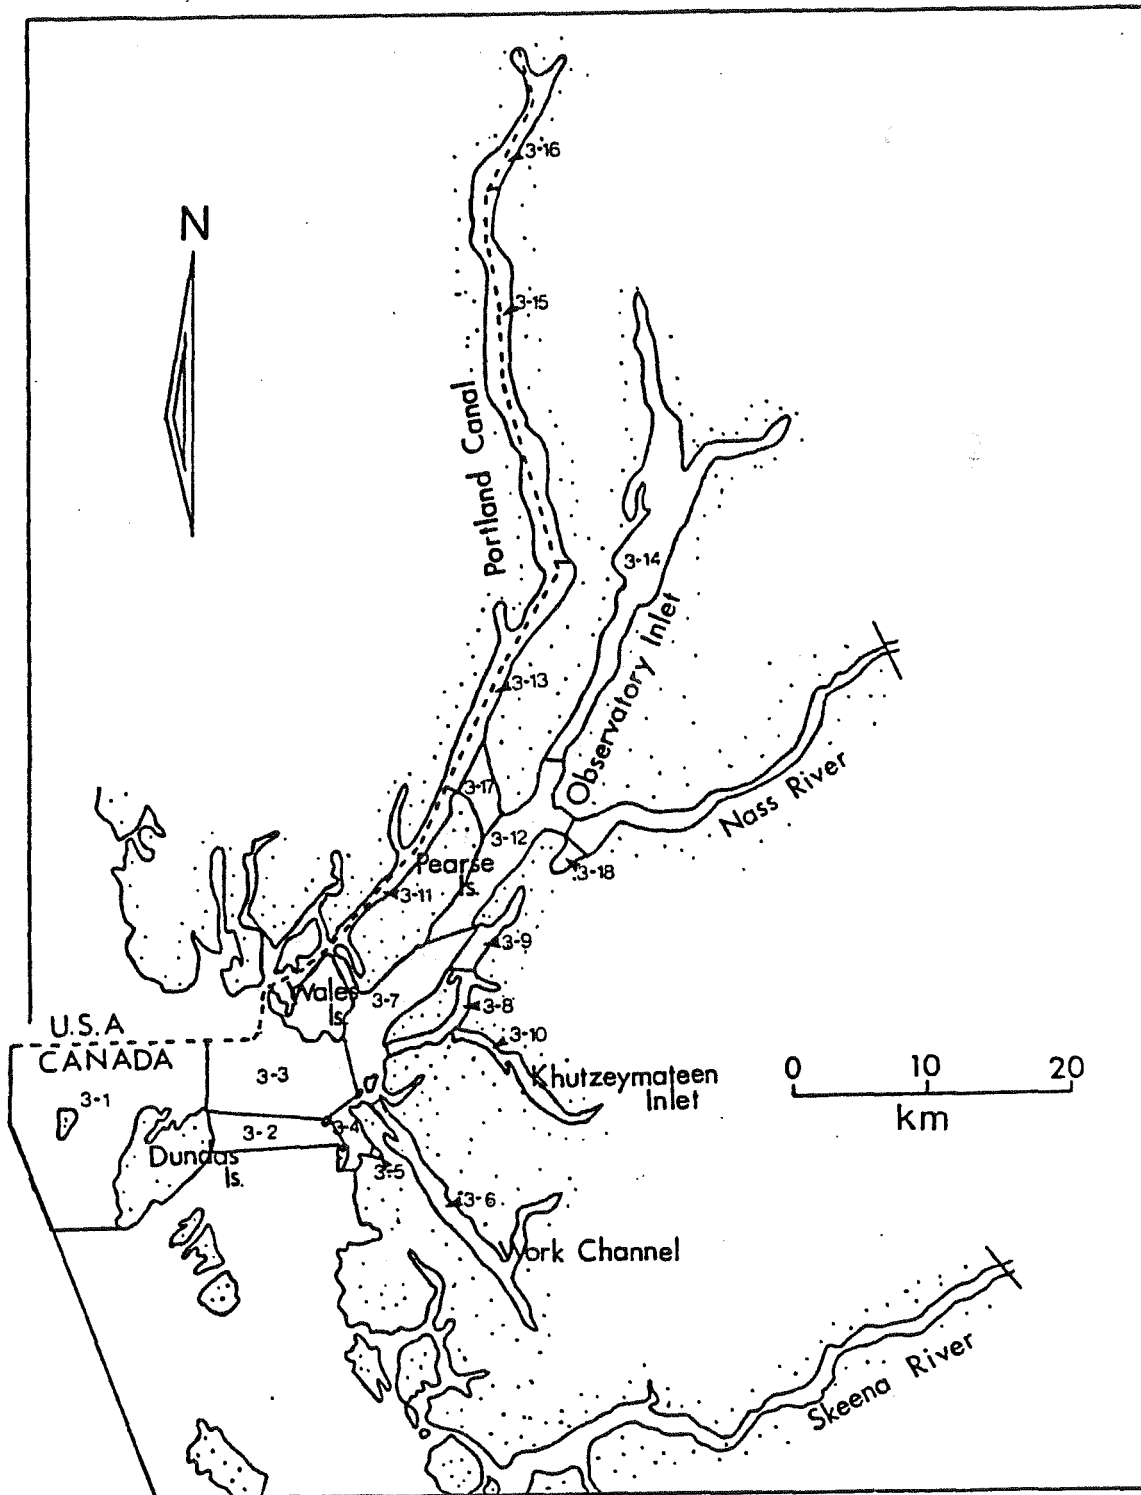 N
3-16
3-15
Portland Canal
3-14
Observatory Inlet
3-13
3-17
3-12
Nass River
Pearse
Is.
3-18
3-11
3-9
Wales
Is.
3-7
3-8
3-10
U.S.A
CANADA
3-3
3-1
Khutzeymateen
Inlet
0 10 20
km
3-2
3-4
Dundas
Is.
3-5
3-6
Work Channel
Skeena River